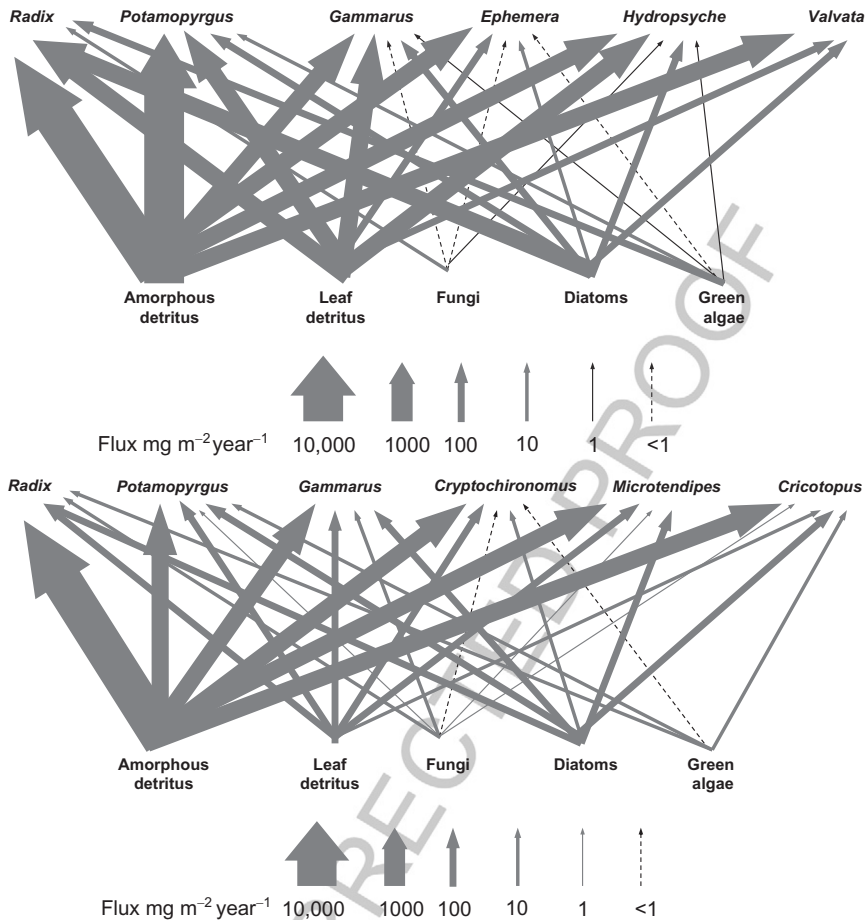 Radix Potamopyrgus Gammarus Ephemera Hydropsyche Valvata
Amorphous detritus Leaf detritus Fungi Diatoms Green algae
Flux mg m⁻² year⁻¹ 10,000 1000 100 10 1 <1
Radix Potamopyrgus Gammarus Cryptochironomus Microtendipes Cricotopus
Amorphous detritus Leaf detritus Fungi Diatoms Green algae
Flux mg m⁻² year⁻¹ 10,000 1000 100 10 1 <1
RECTED PROOF